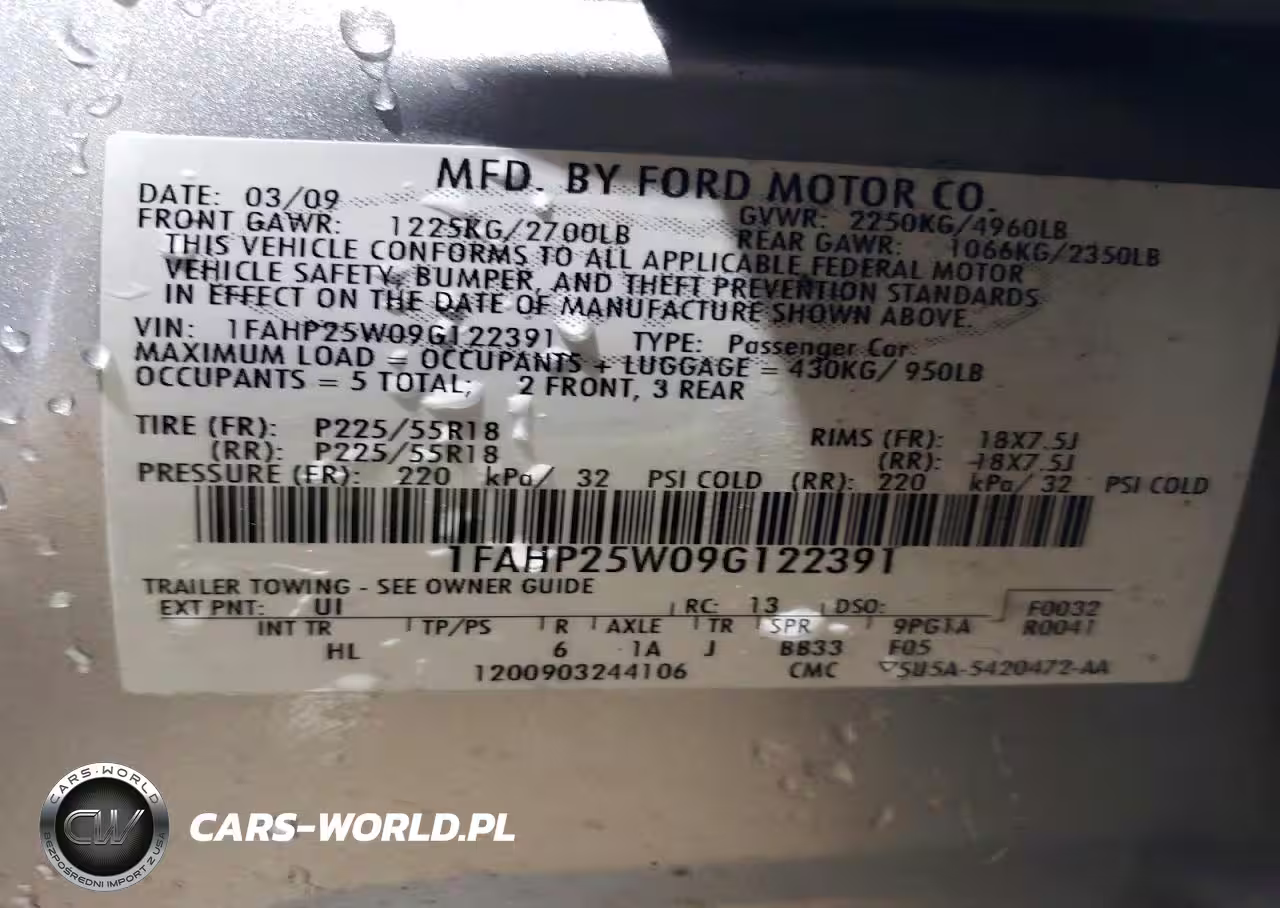 MFD. BY FORD MOTOR CO.
DATE: 03/09
GVWR: 2250KG/4960LB
FRONT GAWR: 1225KG/2700LB
REAR GAWR: 1066KG/2350LB
THIS VEHICLE CONFORMS TO ALL APPLICABLE FEDERAL MOTOR
VEHICLE SAFETY, BUMPER, AND THEFT PREVENTION STANDARDS
IN EFFECT ON THE DATE OF MANUFACTURE SHOWN ABOVE.
VIN: 1FAHP25W09G122391 TYPE: Passenger Car
MAXIMUM LOAD = OCCUPANTS + LUGGAGE = 430KG/ 950LB
OCCUPANTS = 5 TOTAL; 2 FRONT, 3 REAR
TIRE (FR): P225/55R18 RIMS (FR): 18X7.5J
(RR): P225/55R18 (RR): 18X7.5J
PRESSURE (FR): 220 kPa/ 32 PSI COLD (RR): 220 kPa/ 32 PSI COLD
1FAHP25W09G122391
TRAILER TOWING - SEE OWNER GUIDE
EXT PNT: UI RC: 13 DSO: F0032
INT TR TP/PS R AXLE TR SPR 9PG1A R0041
HL 6 1A J BB33 F05
1200903244106 CMC 5U5A-5420472-AA
CARS-WORLD
CW
BEZPOŚREDNI IMPORT Z USA
CARS-WORLD.PL